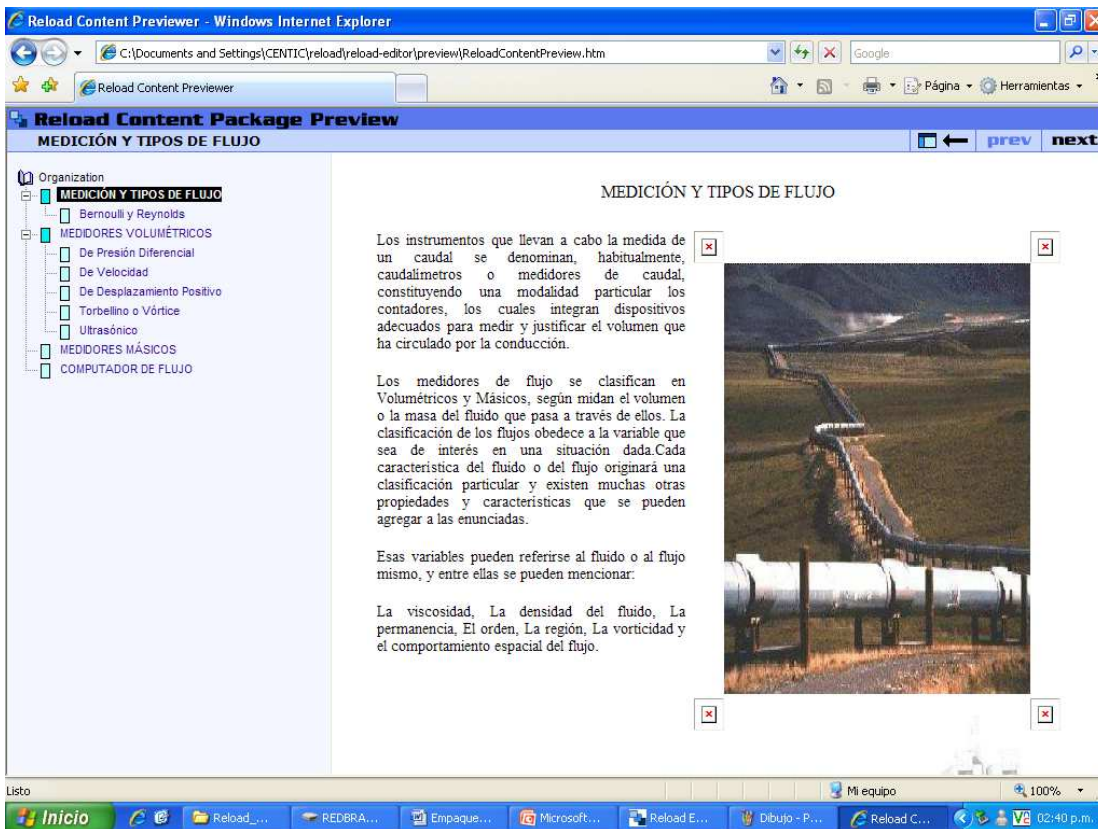 Reload Content Previewer - Windows Internet Explorer
C:\Documents and Settings\CENTIC\reload\reload-editor\preview\ReloadContentPreview.htm
Google
Reload Content Previewer
Página
Herramientas
Reload Content Package Preview
MEDICIÓN Y TIPOS DE FLUJO
prev
next
Organization
MEDICIÓN Y TIPOS DE FLUJO
Bernoulli y Reynolds
MEDIDORES VOLUMÉTRICOS
De Presión Diferencial
De Velocidad
De Desplazamiento Positivo
Torbellino o Vórtice
Ultrasónico
MEDIDORES MÁSICOS
COMPUTADOR DE FLUJO
MEDICIÓN Y TIPOS DE FLUJO
Los instrumentos que llevan a cabo la medida de
un caudal se denominan, habitualmente,
caudalímetros o medidores de caudal,
constituyendo una modalidad particular los
contadores, los cuales integran dispositivos
adecuados para medir y justificar el volumen que
ha circulado por la conducción.
Los medidores de flujo se clasifican en
Volumétricos y Másicos, según midan el volumen
o la masa del fluido que pasa a través de ellos. La
clasificación de los flujos obedece a la variable que
sea de interés en una situación dada.Cada
característica del fluido o del flujo originará una
clasificación particular y existen muchas otras
propiedades y características que se pueden
agregar a las enunciadas.
Esas variables pueden referirse al fluido o al flujo
mismo, y entre ellas se pueden mencionar:
La viscosidad, La densidad del fluido, La
permanencia, El orden, La región, La vorticidad y
el comportamiento espacial del flujo.
Listo
Mi equipo
100%
Inicio
Reload_...
REDBRA...
Empaque...
Microsoft...
Reload E...
Dibujo - P...
Reload C...
02:40 p.m.